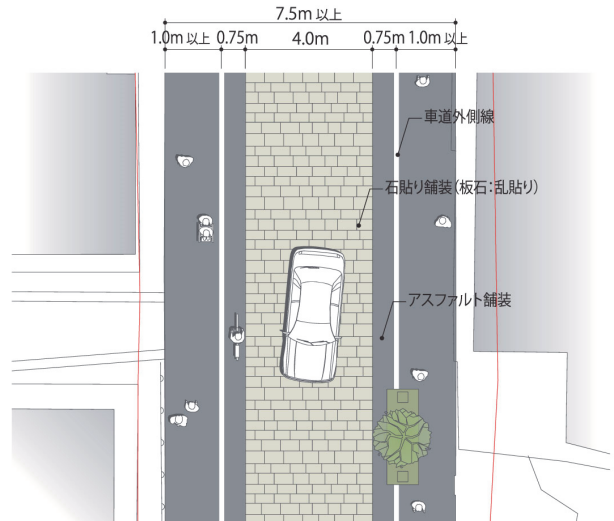 7.5m 以上
1.0m 以上 0.75m 4.0m 0.75m 1.0m 以上
車道外側線
石貼り舗装(板石:乱貼り)
アスファルト舗装